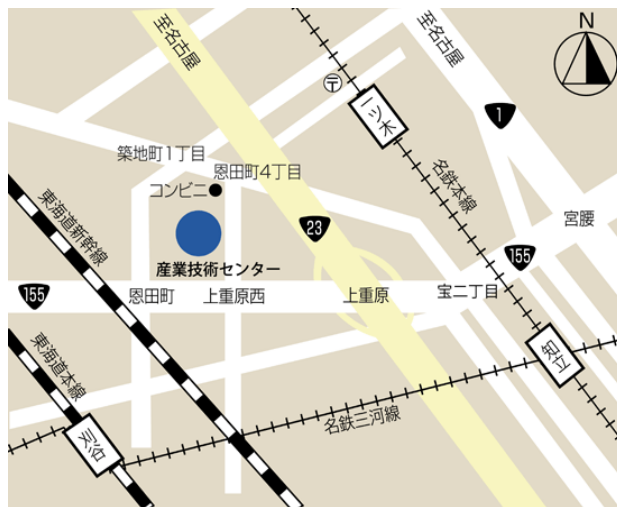 至名古屋
至名古屋
N
〒
一ツ木
1
築地町1丁目
恩田町4丁目
コンビニ
名鉄本線
東海道新幹線
23
宮腰
155
産業技術センター
155
恩田町
上重原西
上重原
宝二丁目
東海道本線
知立
名鉄三河線
刈谷